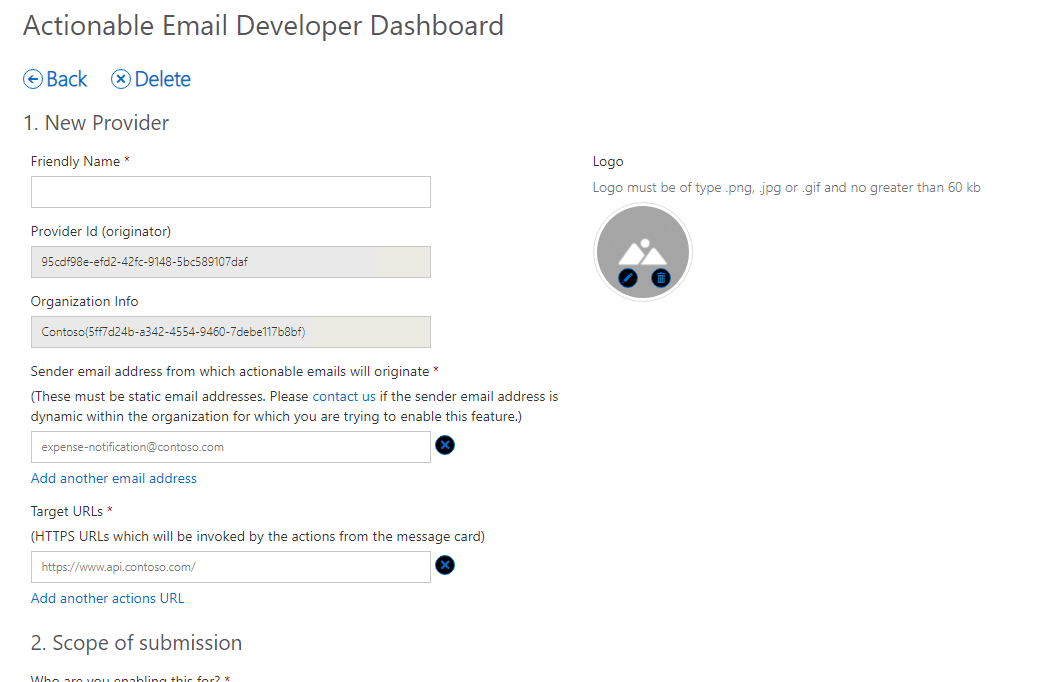 Actionable Email Developer Dashboard
Back Delete
1. New Provider
Friendly Name *
Logo
Logo must be of type .png, .jpg or .gif and no greater than 60 kb
Provider Id (originator)
95cdf98e-efd2-42fc-9148-5bc589107daf
Organization Info
Contoso(5ff7d24b-a342-4554-9460-7debe117b8bf)
Sender email address from which actionable emails will originate *
(These must be static email addresses. Please contact us if the sender email address is
dynamic within the organization for which you are trying to enable this feature.)
expense-notification@contoso.com
Add another email address
Target URLs *
(HTTPS URLs which will be invoked by the actions from the message card)
https://www.api.contoso.com/
Add another actions URL
2. Scope of submission
Who are you enabling this for? *